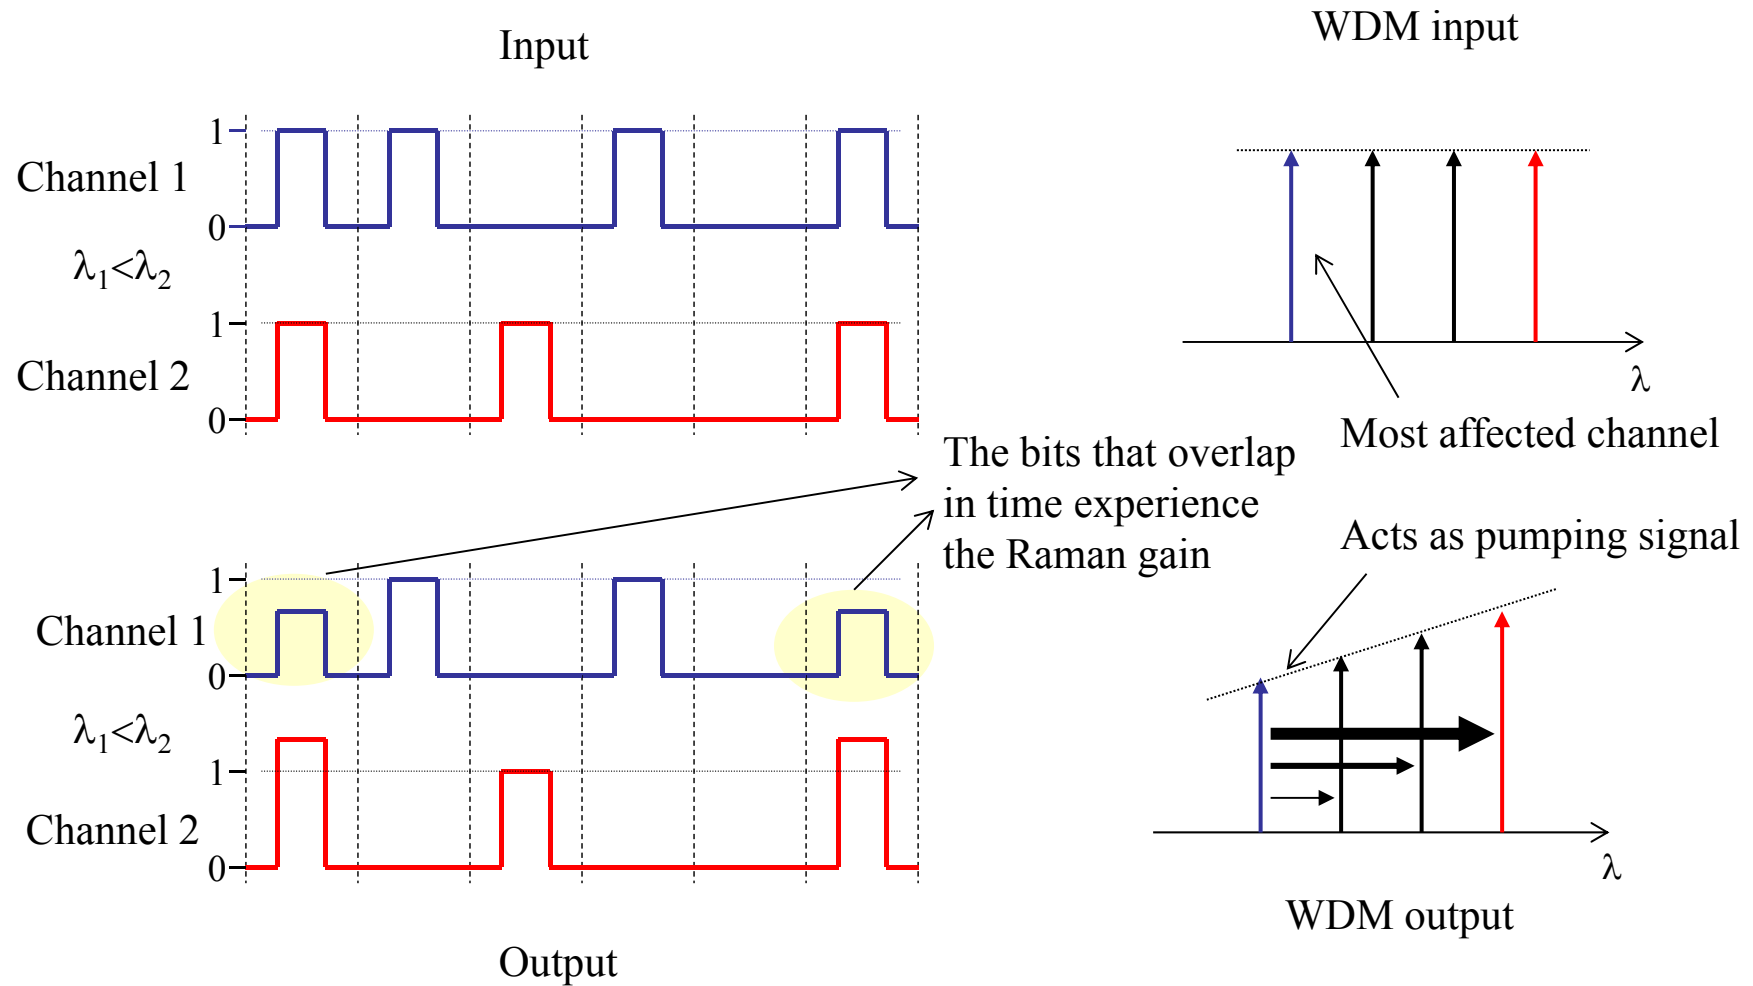 Input
1
Channel 1
0
λ1<λ2
1
Channel 2
0
1
Channel 1
0
λ1<λ2
1
Channel 2
0
Output
The bits that overlap
in time experience
the Raman gain
WDM input
λ
Most affected channel
Acts as pumping signal
λ
WDM output